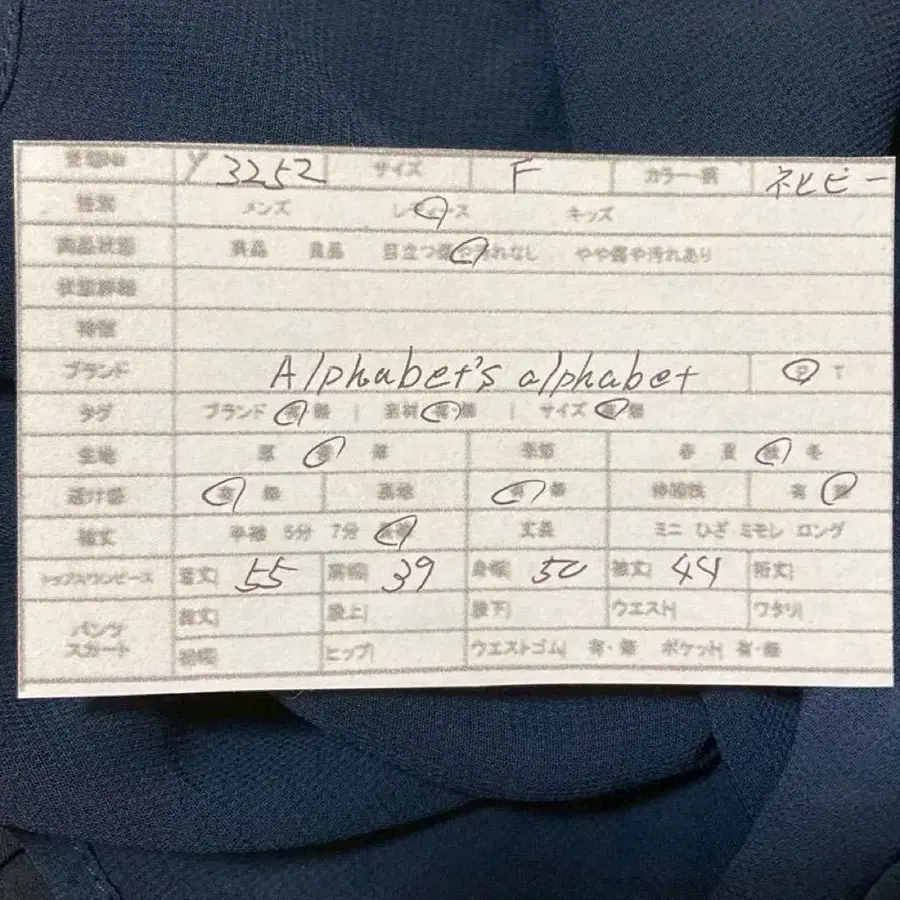 管理No Y 3252 サイズ F カラー・柄 ネイビー
性別 メンズ レディース キッズ
商品状態 美品 良品 目立つ傷や汚れなし やや傷や汚れあり
状態詳細
特徴
ブランド Alphabet's alphabet T
タグ ブランド 有・無 | 素材 有・無 | サイズ 有・無
生地 厚 普 薄 季節 春 夏 秋 冬
透け感 有 無 裏地 有 無 伸縮性 有 無
袖丈 半袖 5分 7分 長袖 丈長 ミニ ひざ ミモレ ロング
トップス/ワンピース 着丈 55 肩幅 39 身幅 50 袖丈 44 裄丈
パンツ スカート 総丈 股上 股下 ウエスト ワタリ
裾幅 ヒップ ウエストゴム 有・無 ポケット 有・無